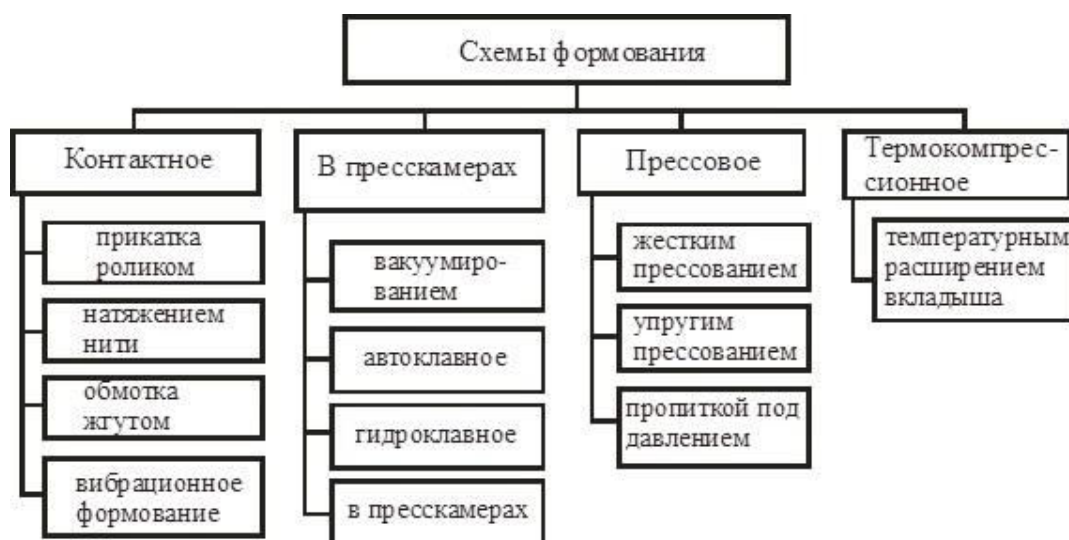 Схемы формования
Контактное
прикатка
роликом
натяжением
нити
обмотка
жгутом
вибрационное
формование
В пресскамерах
вакуумиро-
ванием
автоклавное
гидроклавное
в пресскамерах
Прессовое
жестким
прессованием
упругим
прессованием
пропиткой под
давлением
Термокомпрес-
сионное
температурным
расширением
вкладыша